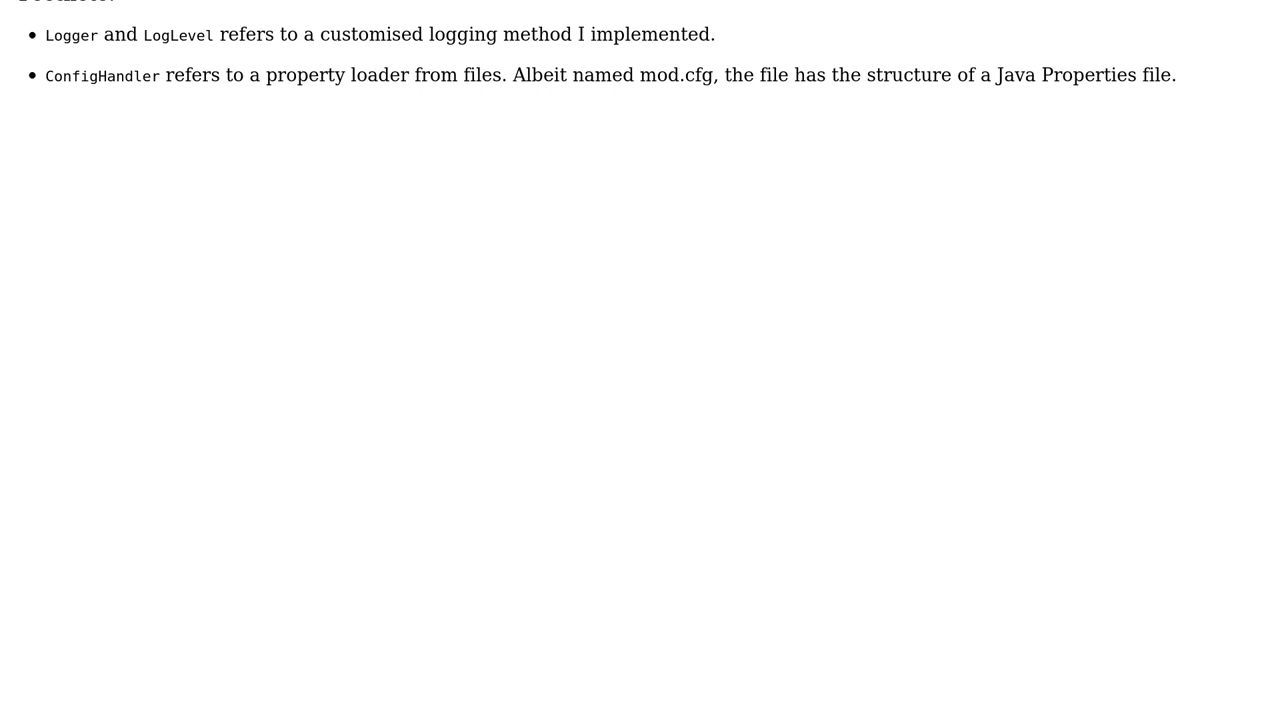 Logger and LogLevel refers to a customised logging method I implemented.
ConfigHandler refers to a property loader from files. Albeit named mod.cfg, the file has the structure of a Java Properties file.